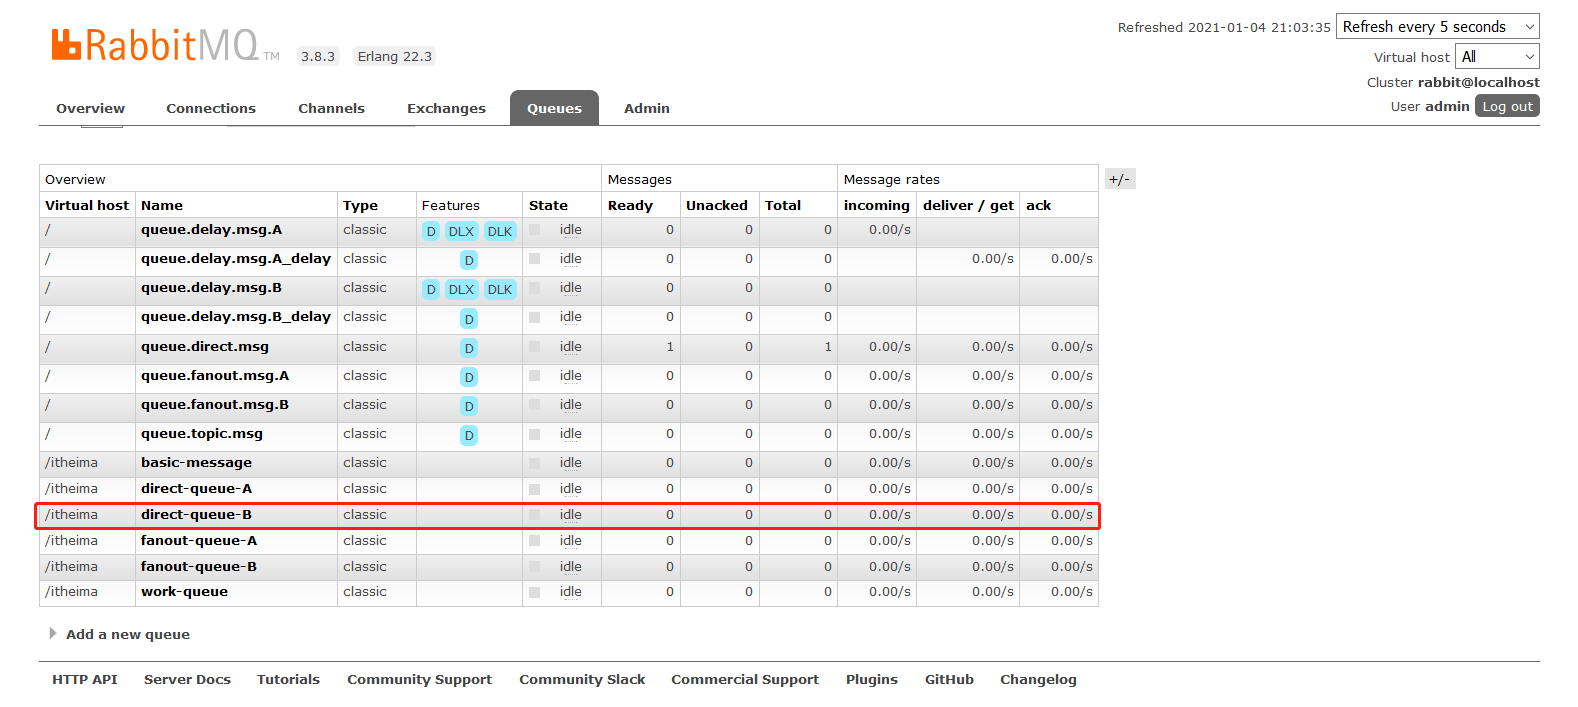 RabbitMQ TM 3.8.3 Erlang 22.3
Refreshed 2021-01-04 21:03:35 Refresh every 5 seconds
Virtual host All
Cluster rabbit@localhost
User admin Log out
Overview Connections Channels Exchanges Queues Admin
Overview Messages Message rates +/-
Virtual host Name Type Features State Ready Unacked Total incoming deliver / get ack
/ queue.delay.msg.A classic D DLX DLK idle 0 0 0 0.00/s
/ queue.delay.msg.A_delay classic D idle 0 0 0 0.00/s 0.00/s
/ queue.delay.msg.B classic D DLX DLK idle 0 0 0
/ queue.delay.msg.B_delay classic D idle 0 0 0
/ queue.direct.msg classic D idle 1 0 1 0.00/s 0.00/s 0.00/s
/ queue.fanout.msg.A classic D idle 0 0 0 0.00/s 0.00/s 0.00/s
/ queue.fanout.msg.B classic D idle 0 0 0 0.00/s 0.00/s 0.00/s
/ queue.topic.msg classic D idle 0 0 0 0.00/s 0.00/s 0.00/s
/itheima basic-message classic idle 0 0 0 0.00/s 0.00/s 0.00/s
/itheima direct-queue-A classic idle 0 0 0 0.00/s 0.00/s 0.00/s
/itheima direct-queue-B classic idle 0 0 0 0.00/s 0.00/s 0.00/s
/itheima fanout-queue-A classic idle 0 0 0 0.00/s 0.00/s 0.00/s
/itheima fanout-queue-B classic idle 0 0 0 0.00/s 0.00/s 0.00/s
/itheima work-queue classic idle 0 0 0 0.00/s 0.00/s 0.00/s
Add a new queue
HTTP API Server Docs Tutorials Community Support Community Slack Commercial Support Plugins GitHub Changelog